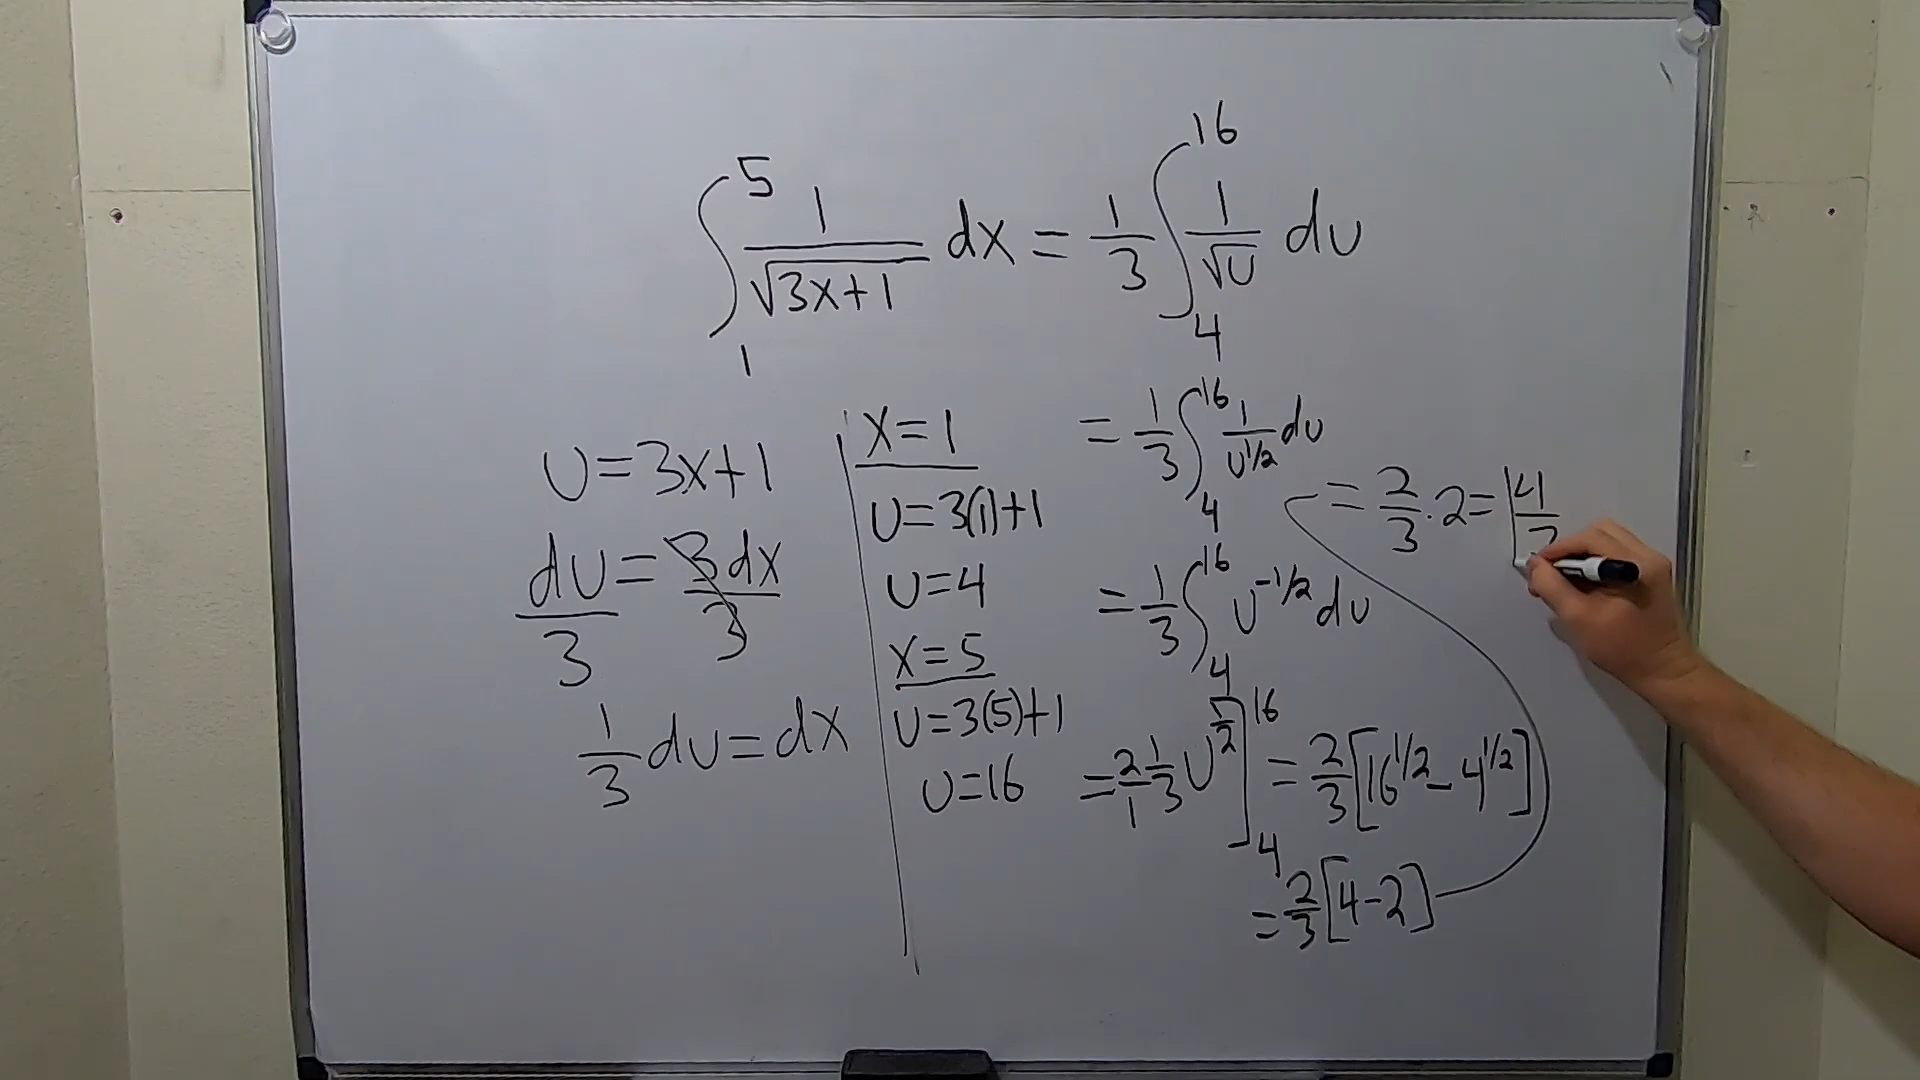 ∫₁⁵ 1/√(3x+1) dx = 1/3 ∫₄¹⁶ 1/√u du
u=3x+1
du/3 = 3dx/3
1/3 du = dx
x=1
u=3(1)+1
u=4
x=5
u=3(5)+1
u=16
= 1/3 ∫₄¹⁶ 1/u^1/2 du
= 1/3 ∫₄¹⁶ u^-1/2 du
= 2/1 1/3 u^1/2 ]₄¹⁶ = 2/3 [16^1/2 - 4^1/2]
= 2/3 [4-2]
= 2/3 · 2 = 4/3